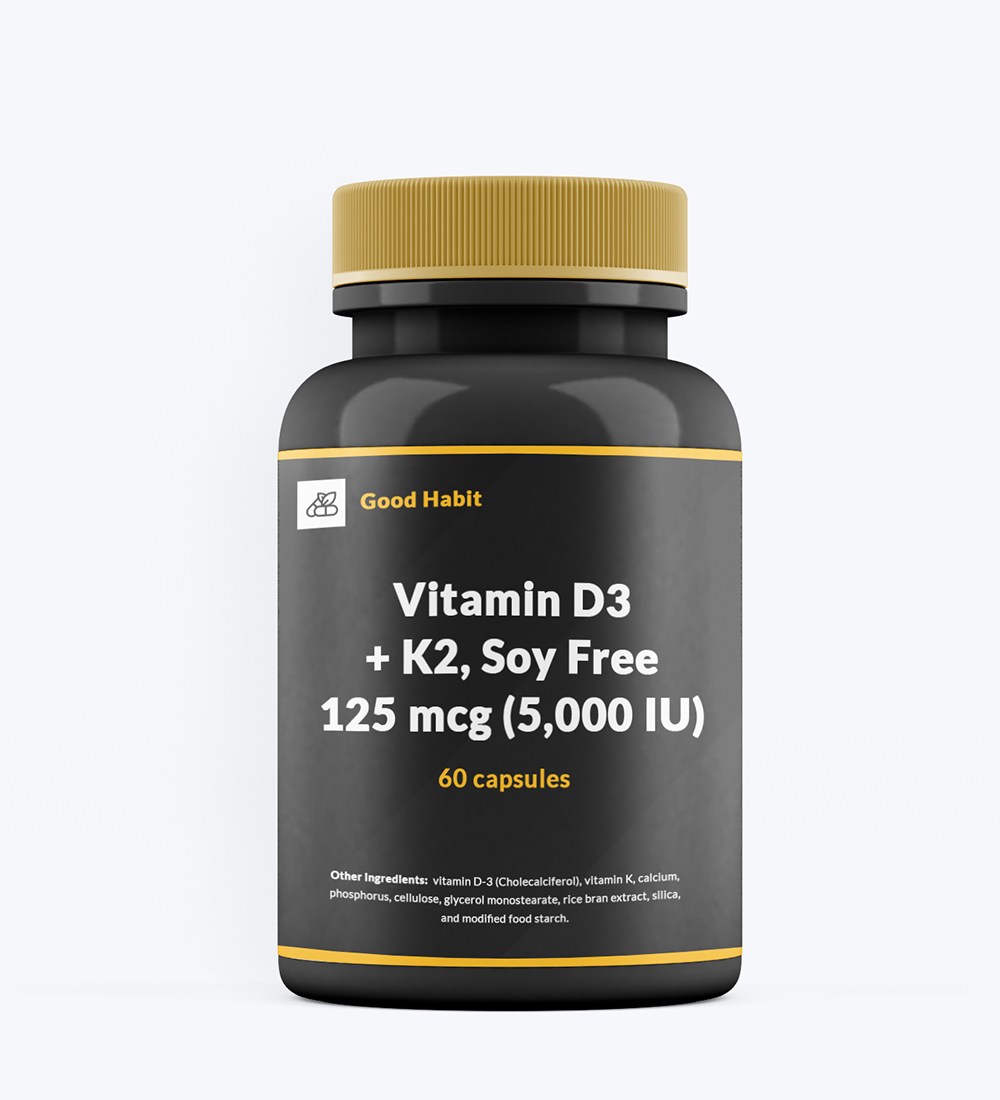 Good Habit
Vitamin D3
+ K2, Soy Free
125 mcg (5,000 IU)
60 capsules
Other Ingredients: vitamin D-3 (Cholecalciferol), vitamin K, calcium,
phosphorus, cellulose, glycerol monostearate, rice bran extract, silica,
and modified food starch.